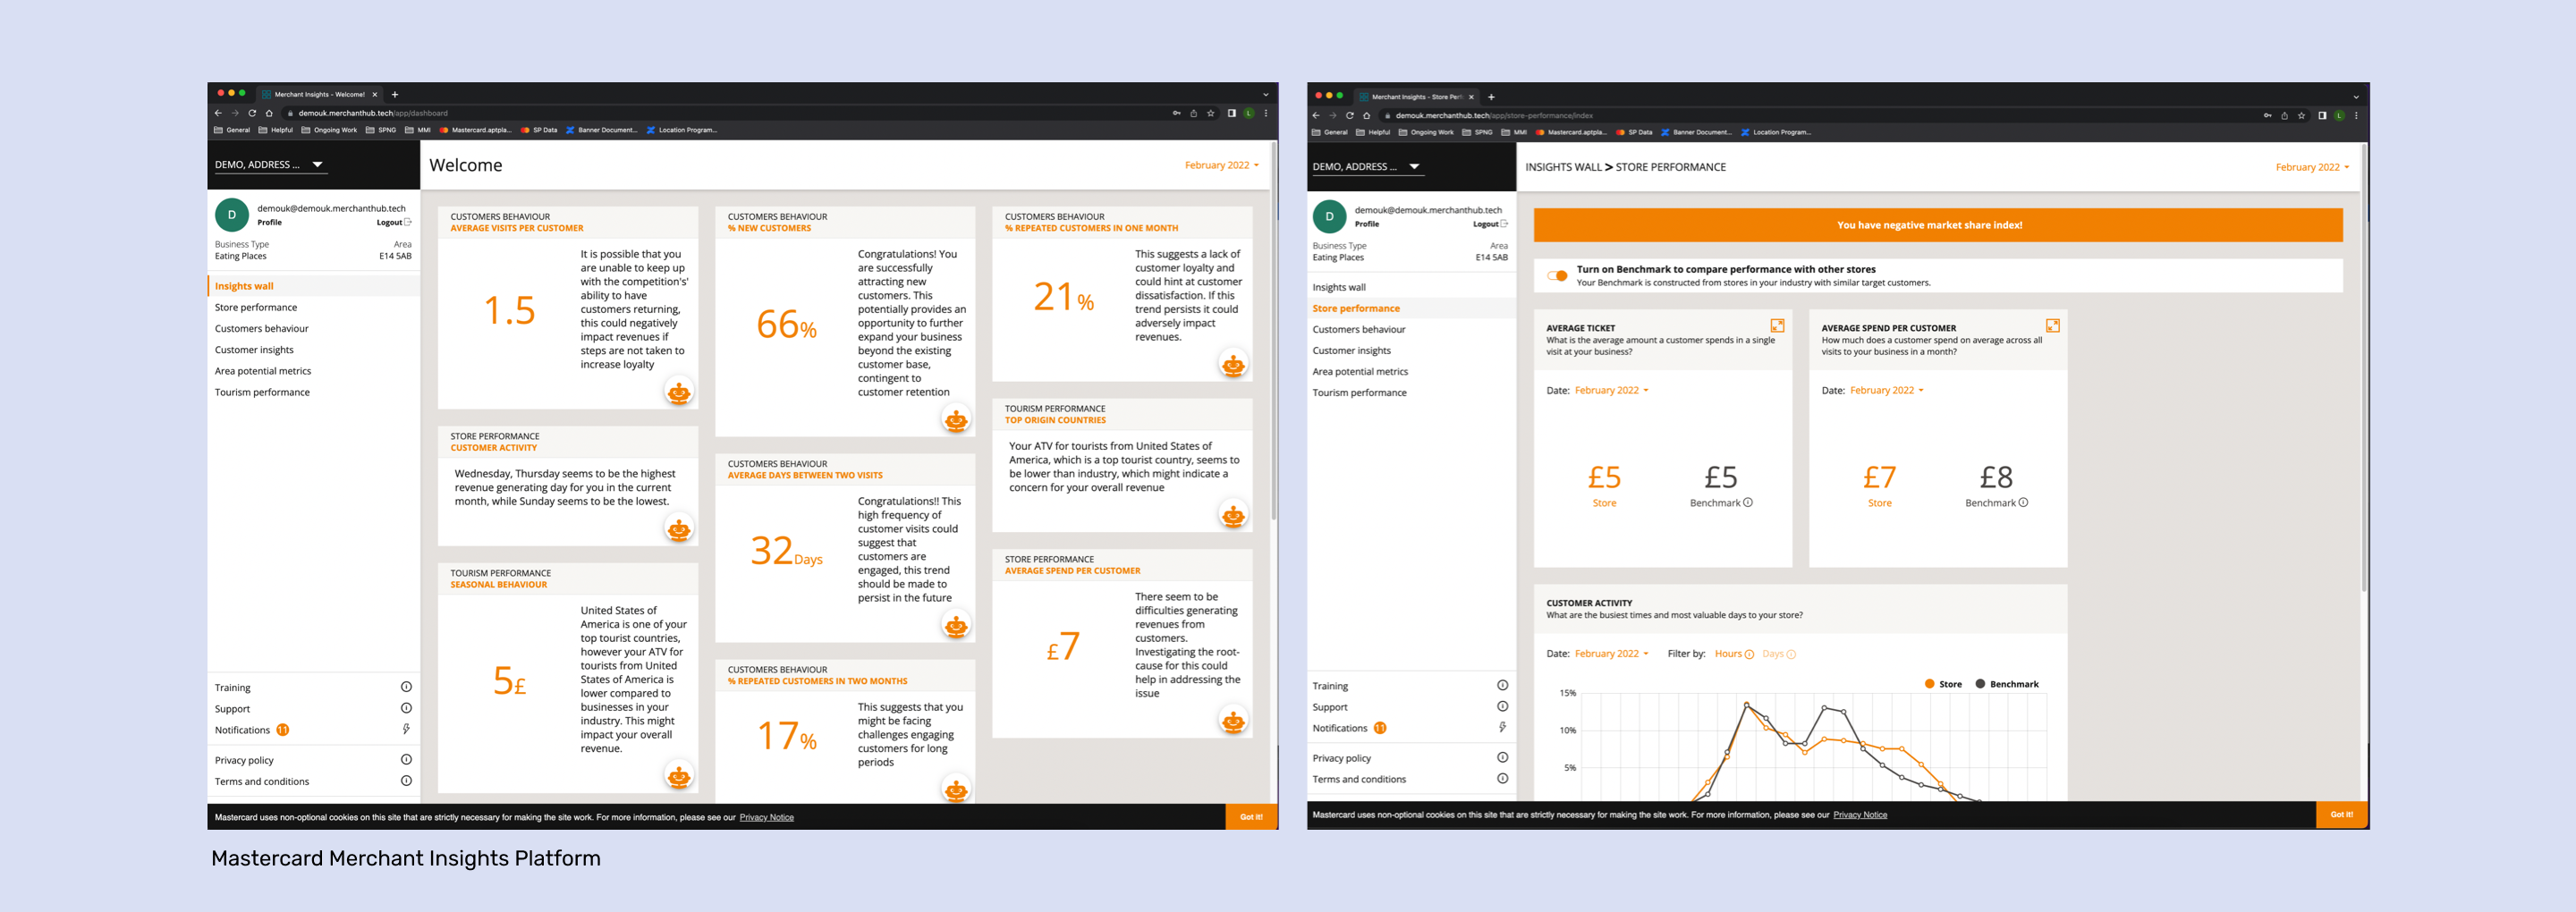 Merchant Insights - Welcome!
demouk.merchanthub.tech/app/dashboard
General Helpful Ongoing Work SPNG MMI Mastercard.aptpla... SP Data Banner Document... Location Program...
DEMO, ADDRESS ...
Welcome
February 2022
D
demouk@demouk.merchanthub.tech
Profile Logout
Business Type Area
Eating Places E14 5AB
Insights wall
Store performance
Customers behaviour
Customer insights
Area potential metrics
Tourism performance
Training
Support
Notifications 11
Privacy policy
Terms and conditions
CUSTOMERS BEHAVIOUR
AVERAGE VISITS PER CUSTOMER
1.5
It is possible that you
are unable to keep up
with the competition's'
ability to have
customers returning,
this could negatively
impact revenues if
steps are not taken to
increase loyalty
STORE PERFORMANCE
CUSTOMER ACTIVITY
Wednesday, Thursday seems to be the highest
revenue generating day for you in the current
month, while Sunday seems to be the lowest.
TOURISM PERFORMANCE
SEASONAL BEHAVIOUR
5£
United States of
America is one of your
top tourist countries,
however your ATV for
tourists from United
States of America is
lower compared to
businesses in your
industry. This might
impact your overall
revenue.
CUSTOMERS BEHAVIOUR
% NEW CUSTOMERS
66%
Congratulations! You
are successfully
attracting new
customers. This
potentially provides an
opportunity to further
expand your business
beyond the existing
customer base,
contingent to
customer retention
CUSTOMERS BEHAVIOUR
AVERAGE DAYS BETWEEN TWO VISITS
32Days
Congratulations!! This
high frequency of
customer visits could
suggest that
customers are
engaged, this trend
should be made to
persist in the future
CUSTOMERS BEHAVIOUR
% REPEATED CUSTOMERS IN TWO MONTHS
17%
This suggests that you
might be facing
challenges engaging
customers for long
periods
CUSTOMERS BEHAVIOUR
% REPEATED CUSTOMERS IN ONE MONTH
21%
This suggests a lack of
customer loyalty and
could hint at customer
dissatisfaction. If this
trend persists it could
adversely impact
revenues.
TOURISM PERFORMANCE
TOP ORIGIN COUNTRIES
Your ATV for tourists from United States of
America, which is a top tourist country, seems to
be lower than industry, which might indicate a
concern for your overall revenue
STORE PERFORMANCE
AVERAGE SPEND PER CUSTOMER
£7
There seem to be
difficulties generating
revenues from
customers.
Investigating the root-
cause for this could
help in addressing the
issue
Mastercard uses non-optional cookies on this site that are strictly necessary for making the site work. For more information, please see our Privacy Notice
Got it!
Merchant Insights - Store Per
demouk.merchanthub.tech/app/store-performance/index
General Helpful Ongoing Work SPNG MMI Mastercard.aptpla... SP Data Banner Document... Location Program...
DEMO, ADDRESS ...
INSIGHTS WALL > STORE PERFORMANCE
February 2022
D
demouk@demouk.merchanthub.tech
Profile Logout
Business Type Area
Eating Places E14 5AB
Insights wall
Store performance
Customers behaviour
Customer insights
Area potential metrics
Tourism performance
Training
Support
Notifications 11
Privacy policy
Terms and conditions
You have negative market share index!
Turn on Benchmark to compare performance with other stores
Your Benchmark is constructed from stores in your industry with similar target customers.
AVERAGE TICKET
What is the average amount a customer spends in a single
visit at your business?
Date: February 2022
£5 £5
Store Benchmark
AVERAGE SPEND PER CUSTOMER
How much does a customer spend on average across all
visits to your business in a month?
Date: February 2022
£7 £8
Store Benchmark
CUSTOMER ACTIVITY
What are the busiest times and most valuable days to your store?
Date: February 2022 Filter by: Hours Days
Store Benchmark
15%
10%
5%
Mastercard uses non-optional cookies on this site that are strictly necessary for making the site work. For more information, please see our Privacy Notice
Got it!
Mastercard Merchant Insights Platform